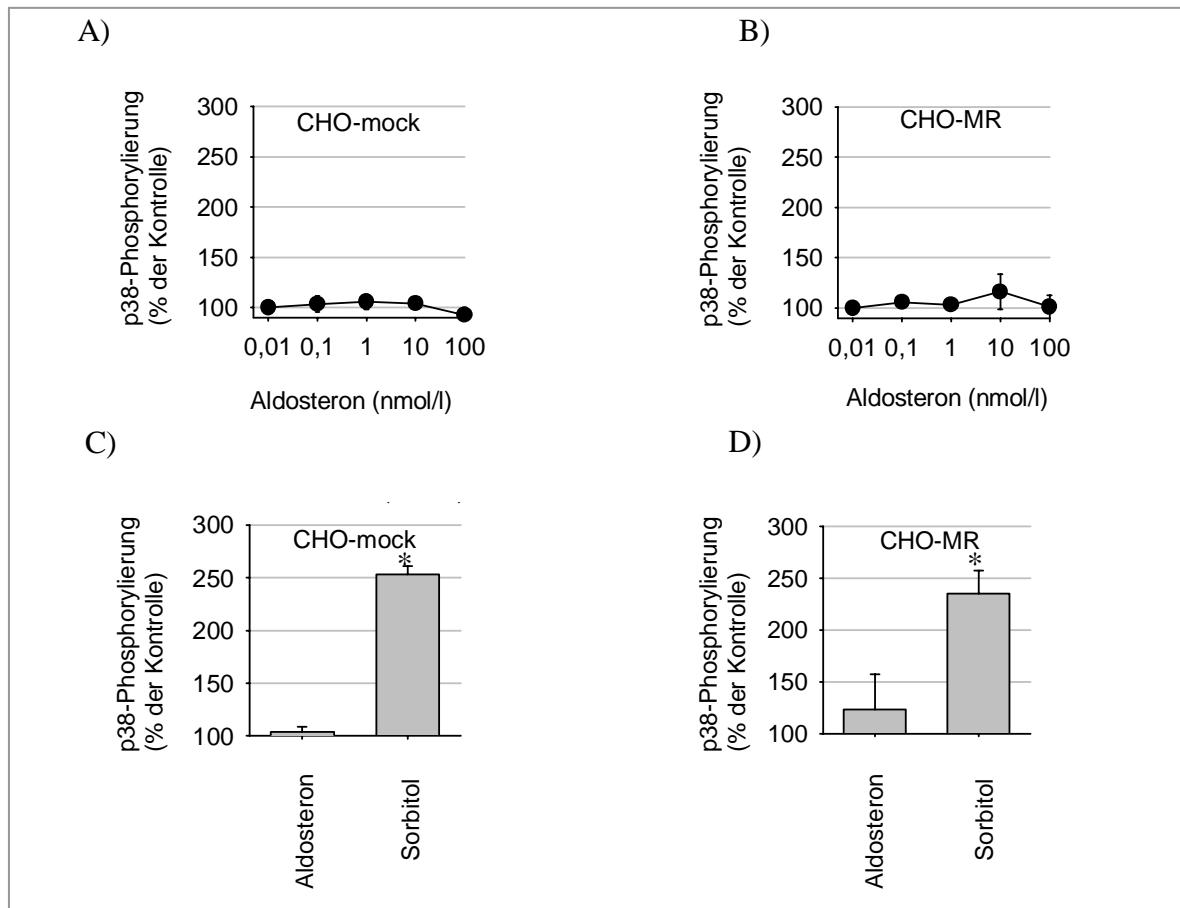 A)
p38-Phosphorylierung
(% der Kontrolle)
300
250
200
150
100
CHO-mock
0,01 0,1 1 10 100
Aldosteron (nmol/l)
B)
p38-Phosphorylierung
(% der Kontrolle)
300
250
200
150
100
CHO-MR
0,01 0,1 1 10 100
Aldosteron (nmol/l)
C)
p38-Phosphorylierung
(% der Kontrolle)
300
250
200
150
100
CHO-mock
*
Aldosteron
Sorbitol
D)
p38-Phosphorylierung
(% der Kontrolle)
300
250
200
150
100
CHO-MR
*
Aldosteron
Sorbitol